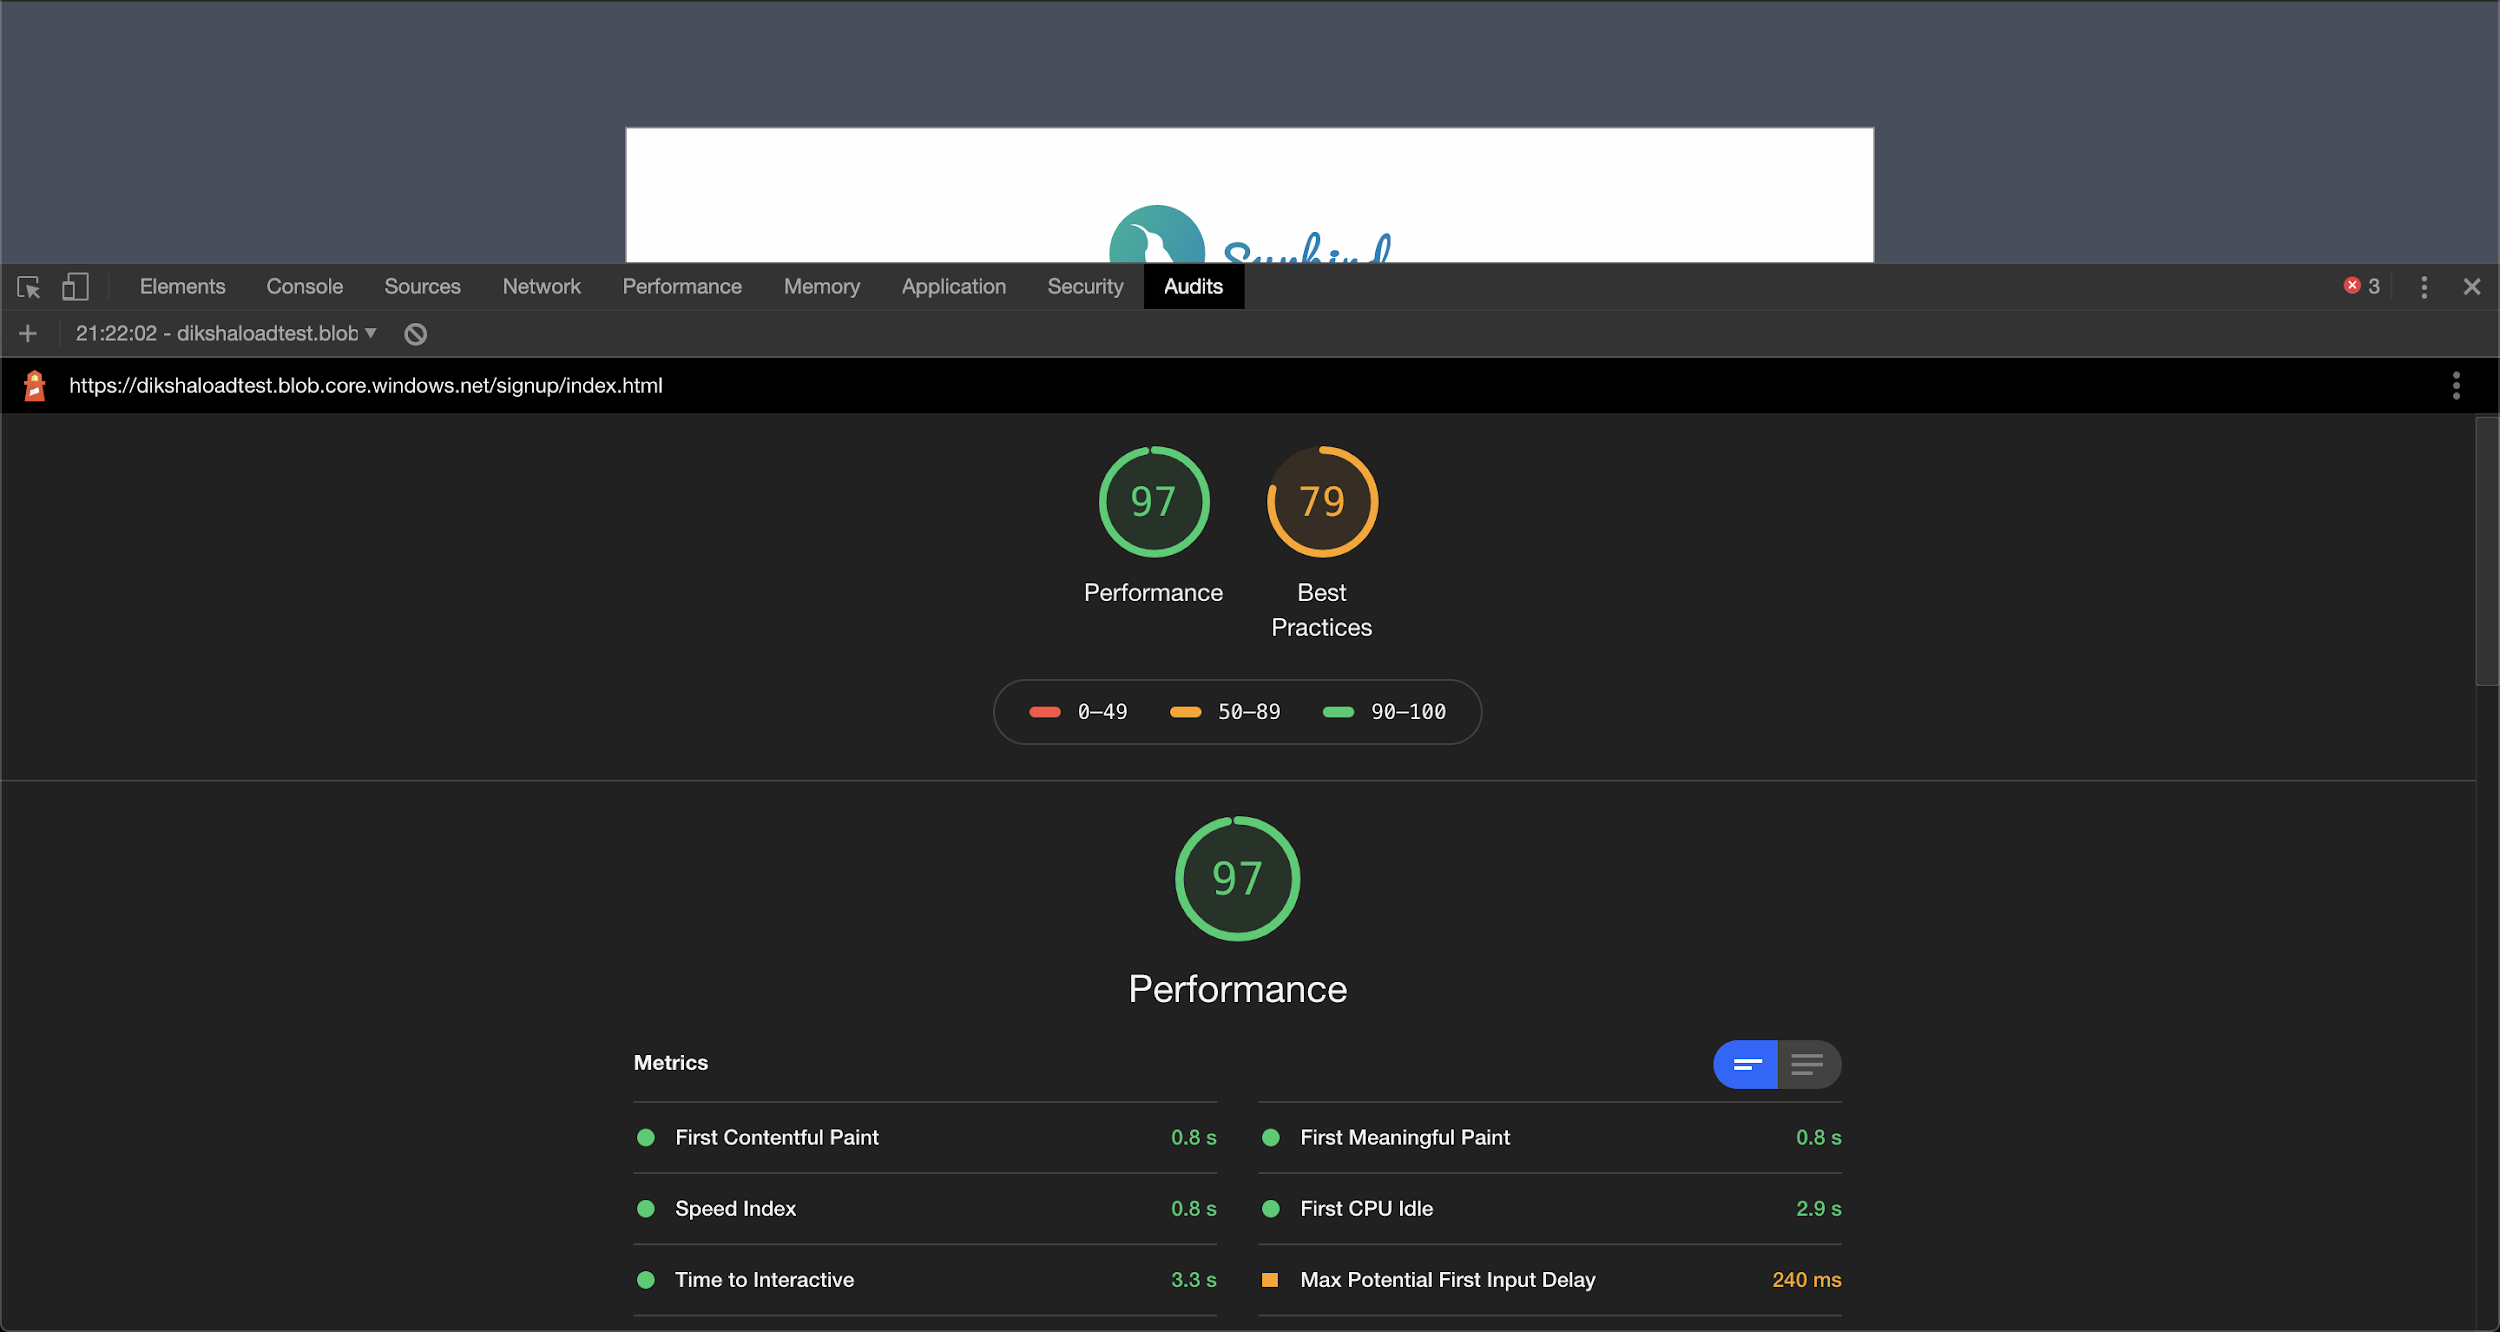 Sunbird
Elements Console Sources Network Performance Memory Application Security Audits 3
21:22:02 - dikshaloadtest.blob
https://dikshaloadtest.blob.core.windows.net/signup/index.html
97 79
Performance Best
Practices
0–49 50–89 90–100
97
Performance
Metrics
First Contentful Paint 0.8 s First Meaningful Paint 0.8 s
Speed Index 0.8 s First CPU Idle 2.9 s
Time to Interactive 3.3 s Max Potential First Input Delay 240 ms